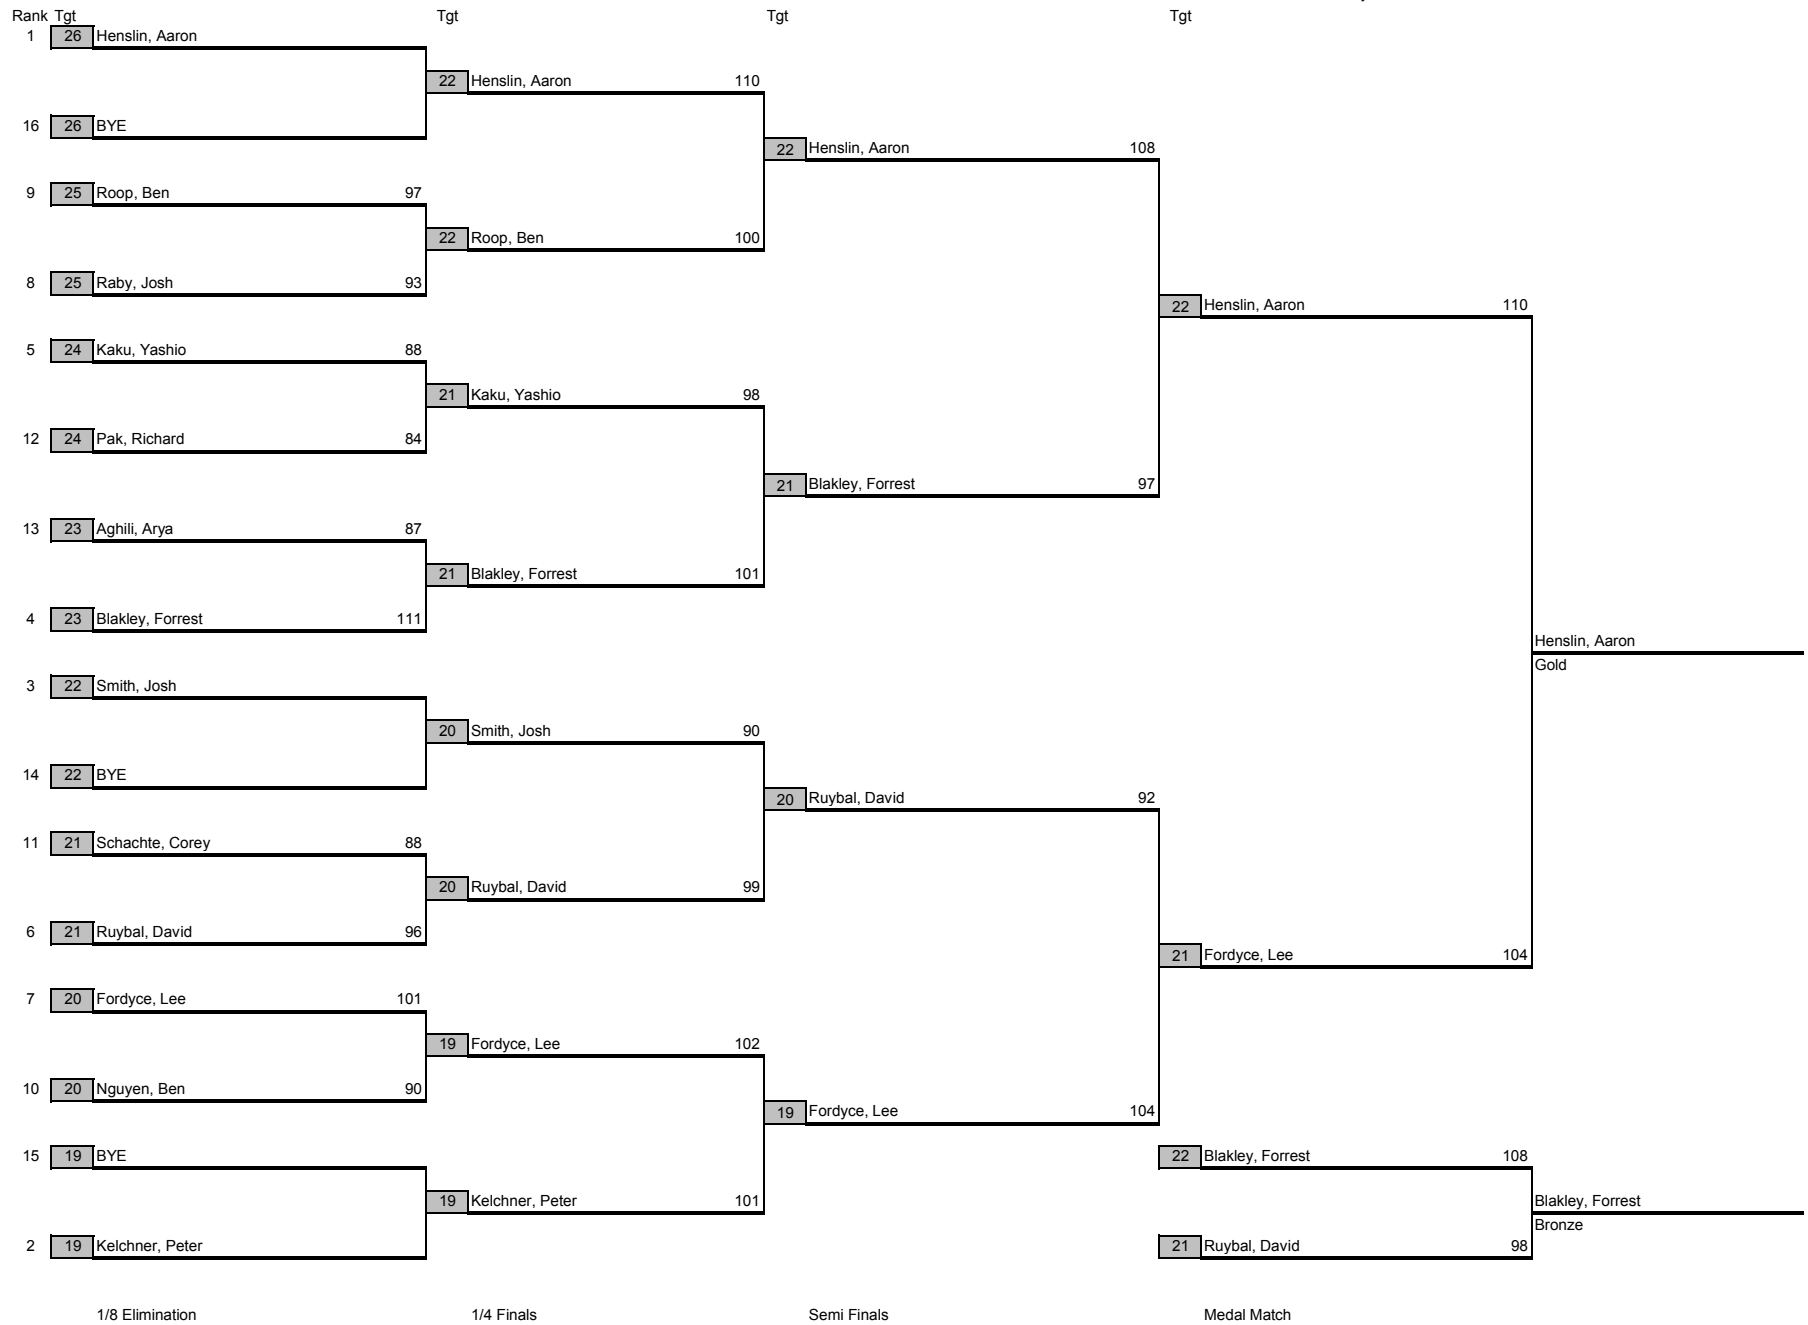 Rank Tgt Tgt Tgt Tgt
1 26 Henslin, Aaron
22 Henslin, Aaron 110
16 26 BYE
22 Henslin, Aaron 108
9 25 Roop, Ben 97
22 Roop, Ben 100
8 25 Raby, Josh 93
22 Henslin, Aaron 110
5 24 Kaku, Yashio 88
21 Kaku, Yashio 98
12 24 Pak, Richard 84
21 Blakley, Forrest 97
13 23 Aghili, Arya 87
21 Blakley, Forrest 101
4 23 Blakley, Forrest 111
Henslin, Aaron
Gold
3 22 Smith, Josh
20 Smith, Josh 90
14 22 BYE
20 Ruybal, David 92
11 21 Schachte, Corey 88
20 Ruybal, David 99
6 21 Ruybal, David 96
21 Fordyce, Lee 104
7 20 Fordyce, Lee 101
19 Fordyce, Lee 102
10 20 Nguyen, Ben 90
19 Fordyce, Lee 104
15 19 BYE 22 Blakley, Forrest 108
19 Kelchner, Peter 101 Blakley, Forrest
Bronze
2 19 Kelchner, Peter 21 Ruybal, David 98
1/8 Elimination 1/4 Finals Semi Finals Medal Match